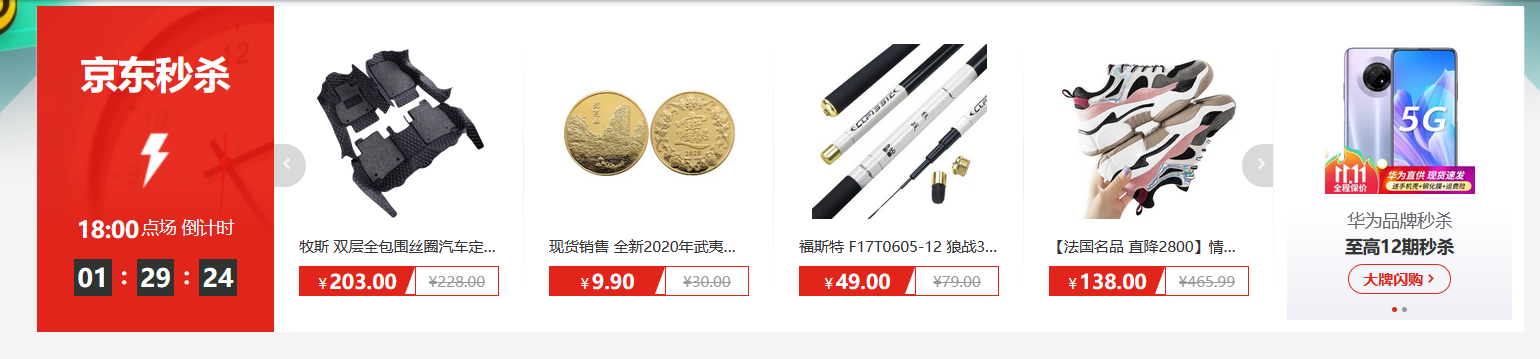 京东秒杀
18:00点场 倒计时
01 : 29 : 24
牧斯 双层全包围丝圈汽车定...
¥203.00 ¥228.00
现货销售 全新2020年武夷...
¥9.90 ¥30.00
福斯特 F17T0605-12 狼战3...
¥49.00 ¥79.00
【法国名品 直降2800】情...
¥138.00 ¥465.99
5G
11.11
全程保价
华为直供 现货速发
送手机壳+钢化膜+运费险
华为品牌秒杀
至高12期秒杀
大牌闪购 >